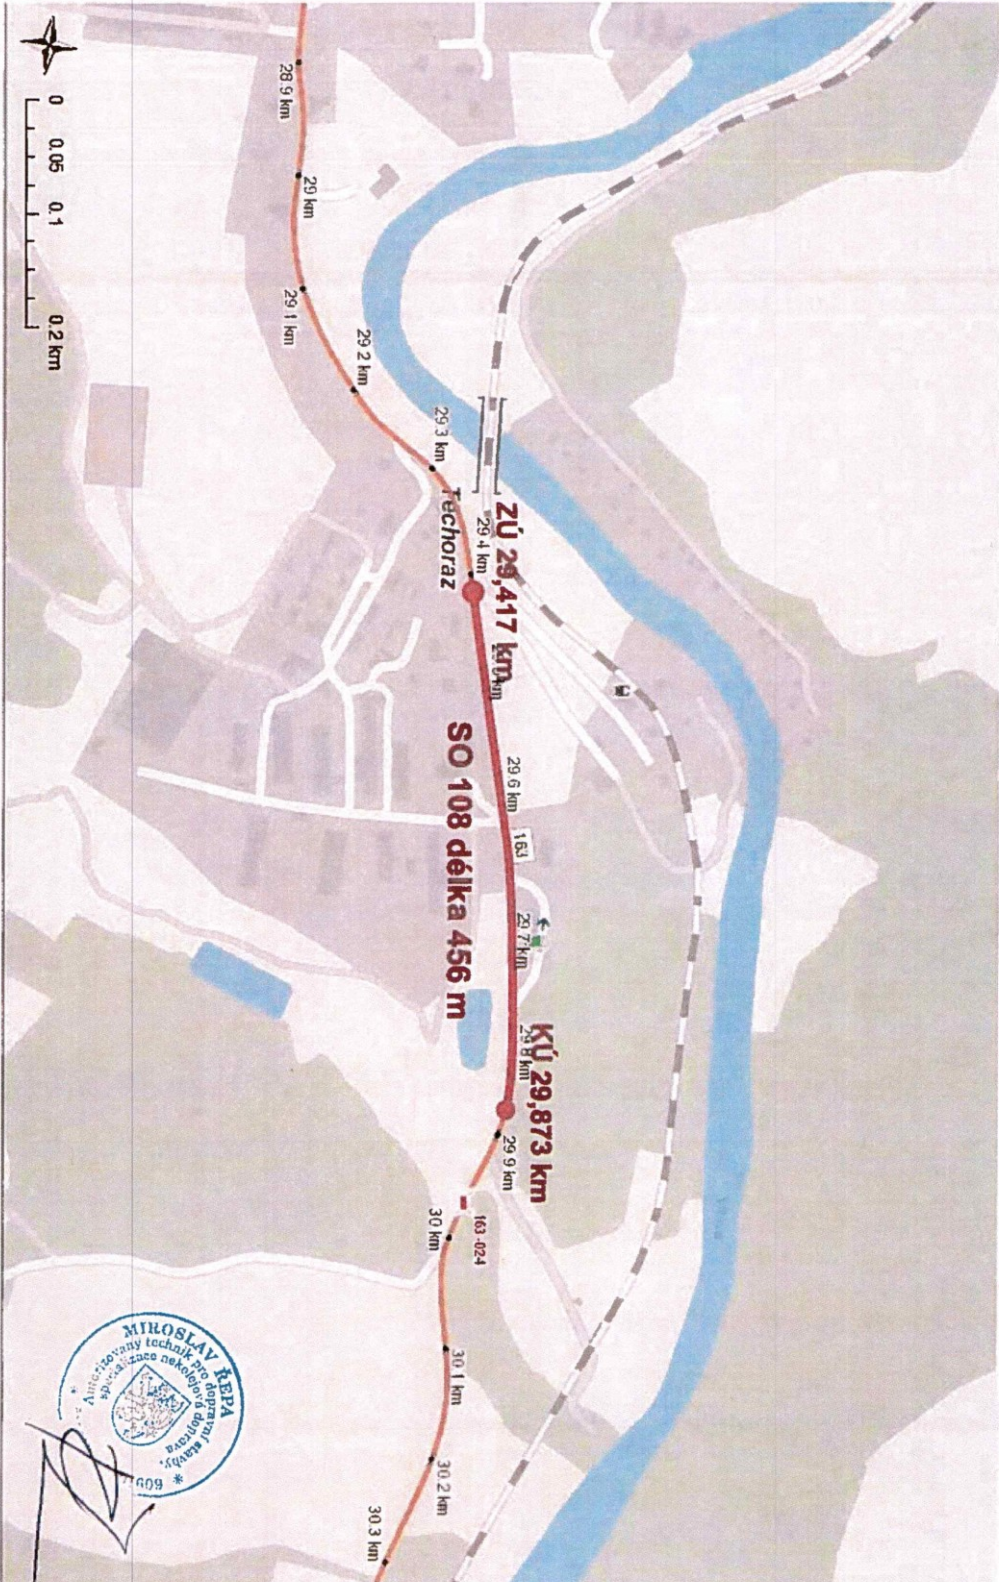 0 0.05 0.1 0.2 km
28.9 km
29 km
29.1 km
29.2 km
29.3 km
Techoraz
29.4 km
ZÚ 29,417 km
SO 108 délka 456 m
29.6 km
163
29.7 km
29.8 km
KÚ 29,873 km
29.9 km
163-024
30 km
30.1 km
30.2 km
30.3 km
MIROSLAV ŘEPA
Autorizovaný technik pro dopravní stavby,
specializace nekolejová doprava